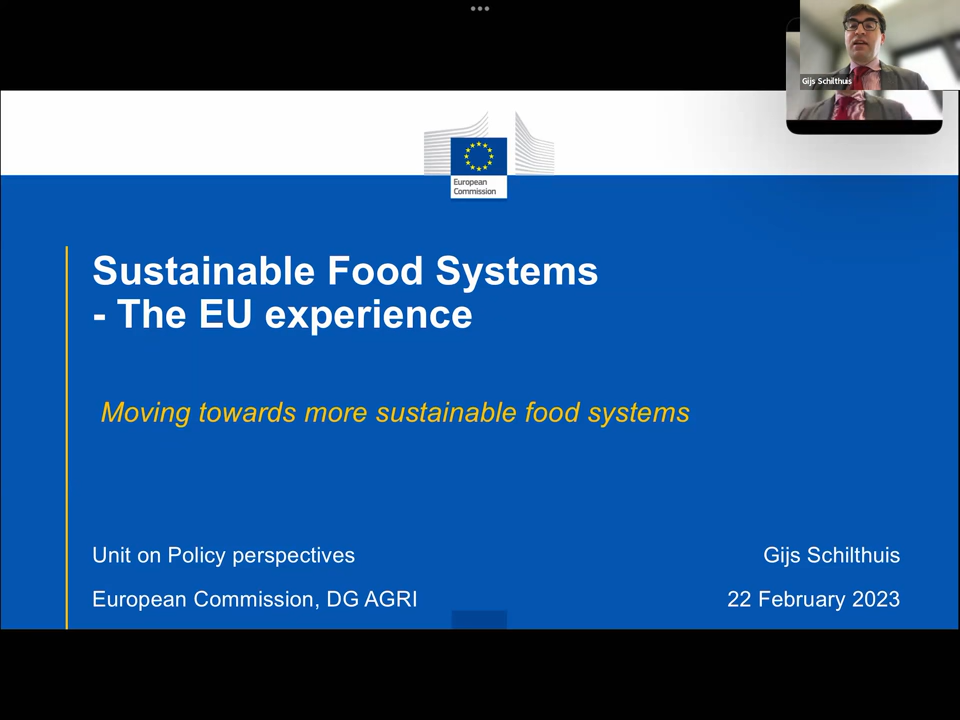 Gijs Schilthuis
European
Commission
Sustainable Food Systems
- The EU experience
Moving towards more sustainable food systems
Unit on Policy perspectives
Gijs Schilthuis
European Commission, DG AGRI
22 February 2023